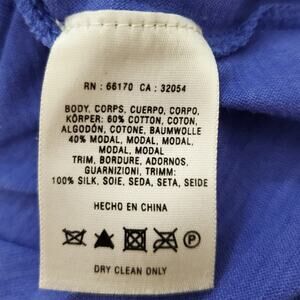 RN : 66170 CA : 32054
BODY, CORPS, CUERPO, CORPO,
KÖRPER: 60% COTTON, COTON,
ALGODÓN, COTONE, BAUMWOLLE
40% MODAL, MODAL, MODAL,
MODAL, MODAL
TRIM, BORDURE, ADORNOS,
GUARNIZIONI, TRIMM:
100% SILK, SOIE, SEDA, SETA, SEIDE
HECHO EN CHINA
P
DRY CLEAN ONLY